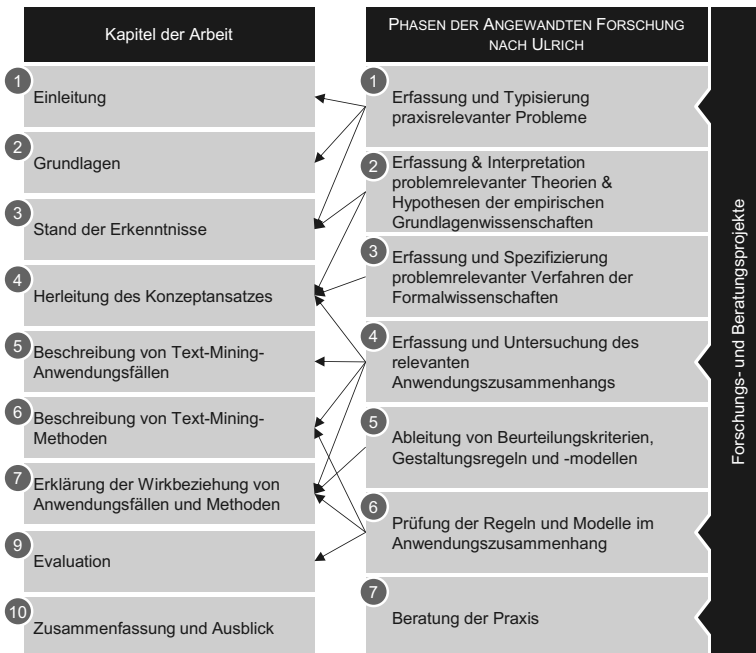 Kapitel der Arbeit
1
Einleitung
2
Grundlagen
3
Stand der Erkenntnisse
4
Herleitung des Konzeptansatzes
5
Beschreibung von Text-Mining-
Anwendungsfällen
6
Beschreibung von Text-Mining-
Methoden
7
Erklärung der Wirkbeziehung von
Anwendungsfällen und Methoden
9
Evaluation
10
Zusammenfassung und Ausblick
PHASEN DER ANGEWANDTEN FORSCHUNG
NACH ULRICH
1
Erfassung und Typisierung
praxisrelevanter Probleme
2
Erfassung & Interpretation
problemrelevanter Theorien &
Hypothesen der empirischen
Grundlagenwissenschaften
3
Erfassung und Spezifizierung
problemrelevanter Verfahren der
Formalwissenschaften
4
Erfassung und Untersuchung des
relevanten
Anwendungszusammenhangs
5
Ableitung von Beurteilungskriterien,
Gestaltungsregeln und -modellen
6
Prüfung der Regeln und Modelle im
Anwendungszusammenhang
7
Beratung der Praxis
Forschungs- und Beratungsprojekte